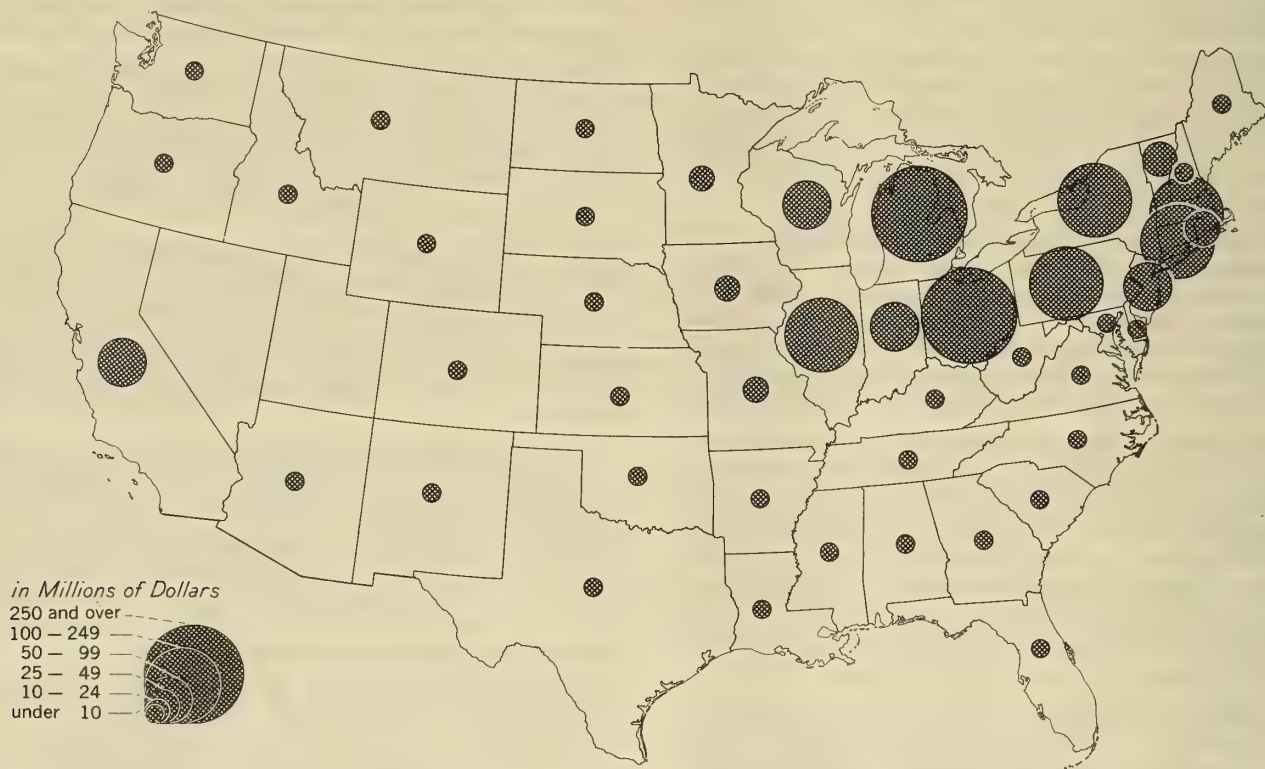 in Millions of Dollars
250 and over
100 – 249
50 – 99
25 – 49
10 – 24
under 10